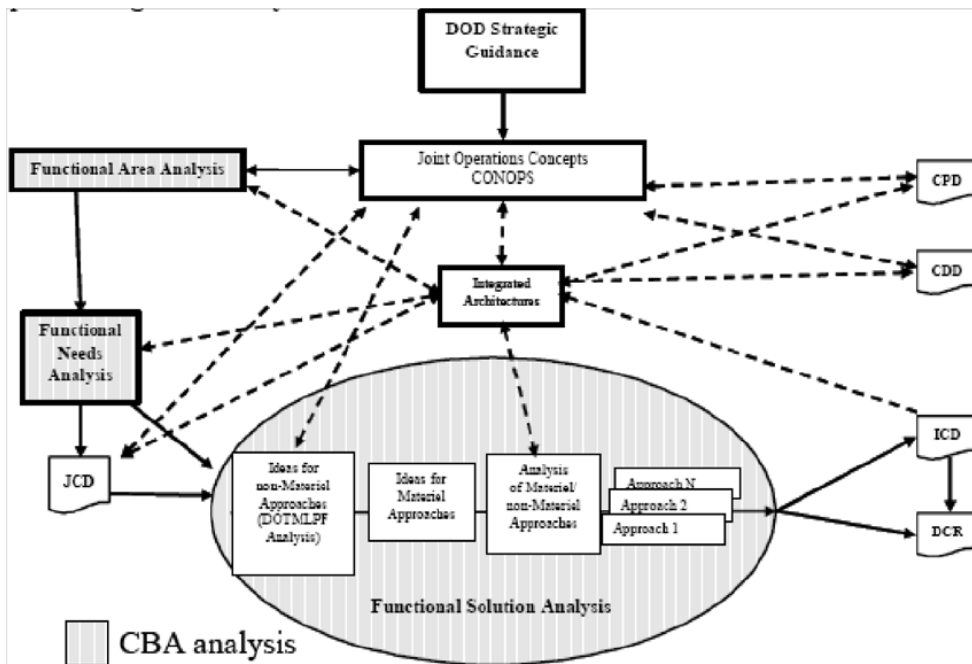 DOD Strategic
Guidance
Joint Operations Concepts
CONOPS
Functional Area Analysis
CPD
CDD
Integrated
Architectures
Functional
Needs
Analysis
JCD
Ideas for
non-Materiel
Approaches
(DOTMLPF
Analysis)
Ideas for
Materiel
Approaches
Analysis
of Materiel/
non-Materiel
Approaches
Approach N
Approach 2
Approach 1
ICD
DCR
Functional Solution Analysis
CBA analysis